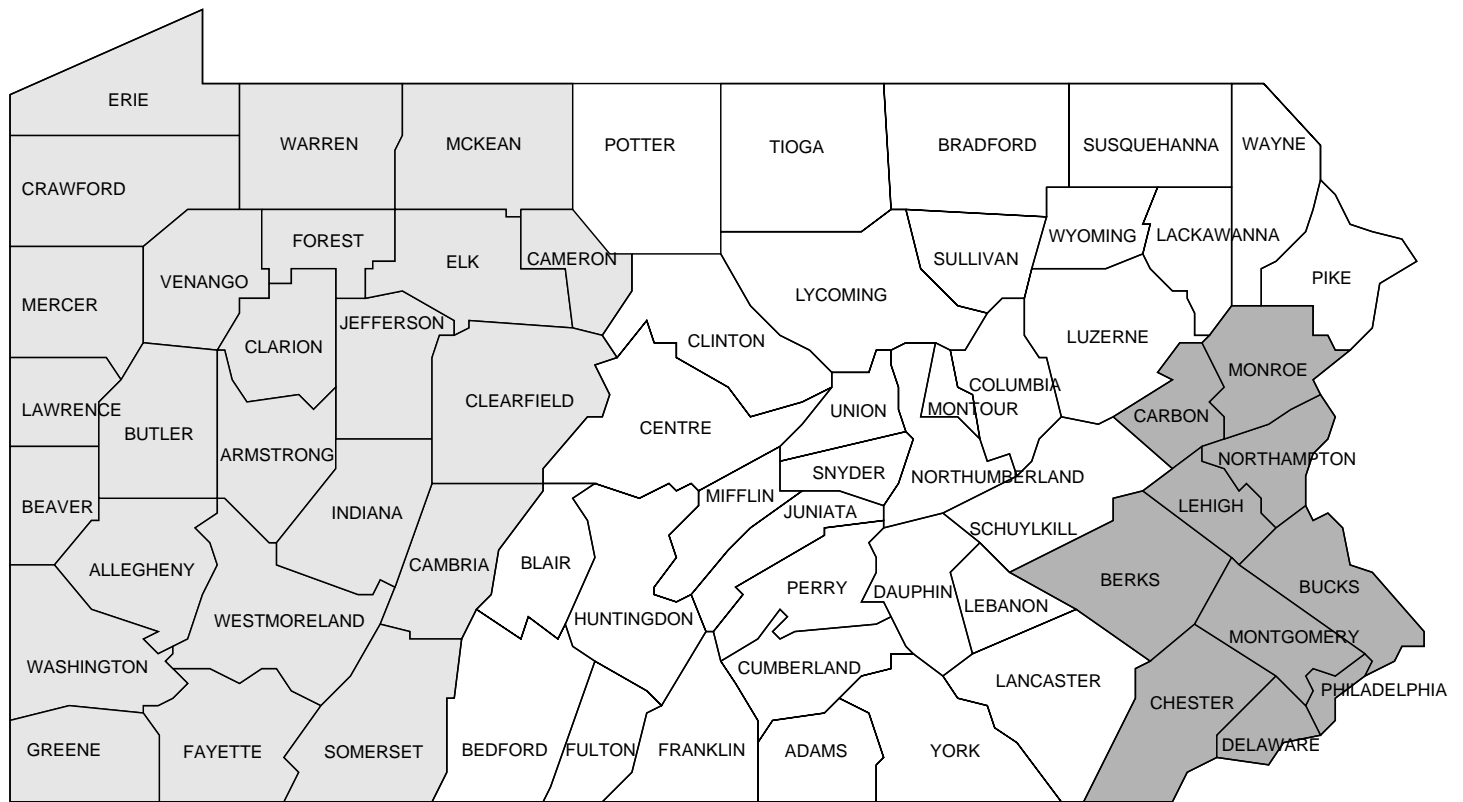 ERIE
WARREN
MCKEAN
POTTER
TIOGA
BRADFORD
SUSQUEHANNA
WAYNE
CRAWFORD
FOREST
ELK
CAMERON
SULLIVAN
WYOMING
LACKAWANNA
PIKE
VENANGO
MERCER
JEFFERSON
LYCOMING
CLARION
CLINTON
LUZERNE
MONROE
LAWRENCE
BUTLER
ARMSTRONG
CLEARFIELD
CENTRE
UNION
MONTOUR
COLUMBIA
CARBON
SNYDER
NORTHUMBERLAND
NORTHAMPTON
BEAVER
INDIANA
MIFFLIN
JUNIATA
SCHUYLKILL
LEHIGH
ALLEGHENY
CAMBRIA
BLAIR
PERRY
DAUPHIN
LEBANON
BERKS
BUCKS
WESTMORELAND
HUNTINGDON
MONTGOMERY
WASHINGTON
CUMBERLAND
LANCASTER
CHESTER
PHILADELPHIA
GREENE
FAYETTE
SOMERSET
BEDFORD
FULTON
FRANKLIN
ADAMS
YORK
DELAWARE